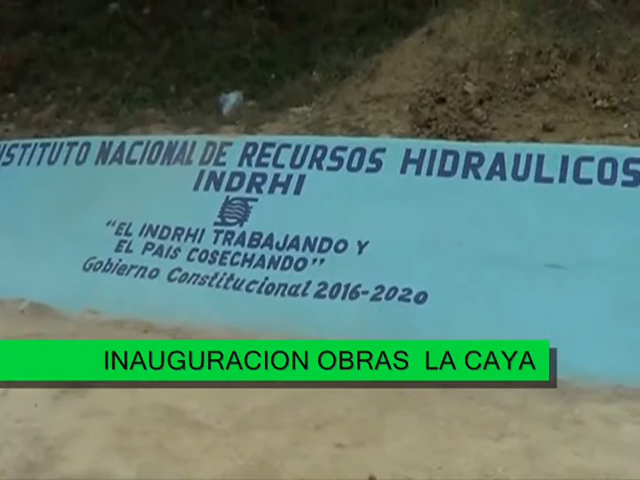 NSTITUTO NACIONAL DE RECURSOS HIDRAULICOS
INDRHI
"EL INDRHI TRABAJANDO Y
EL PAIS COSECHANDO"
Gobierno Constitucional 2016-2020
INAUGURACION OBRAS LA CAYA